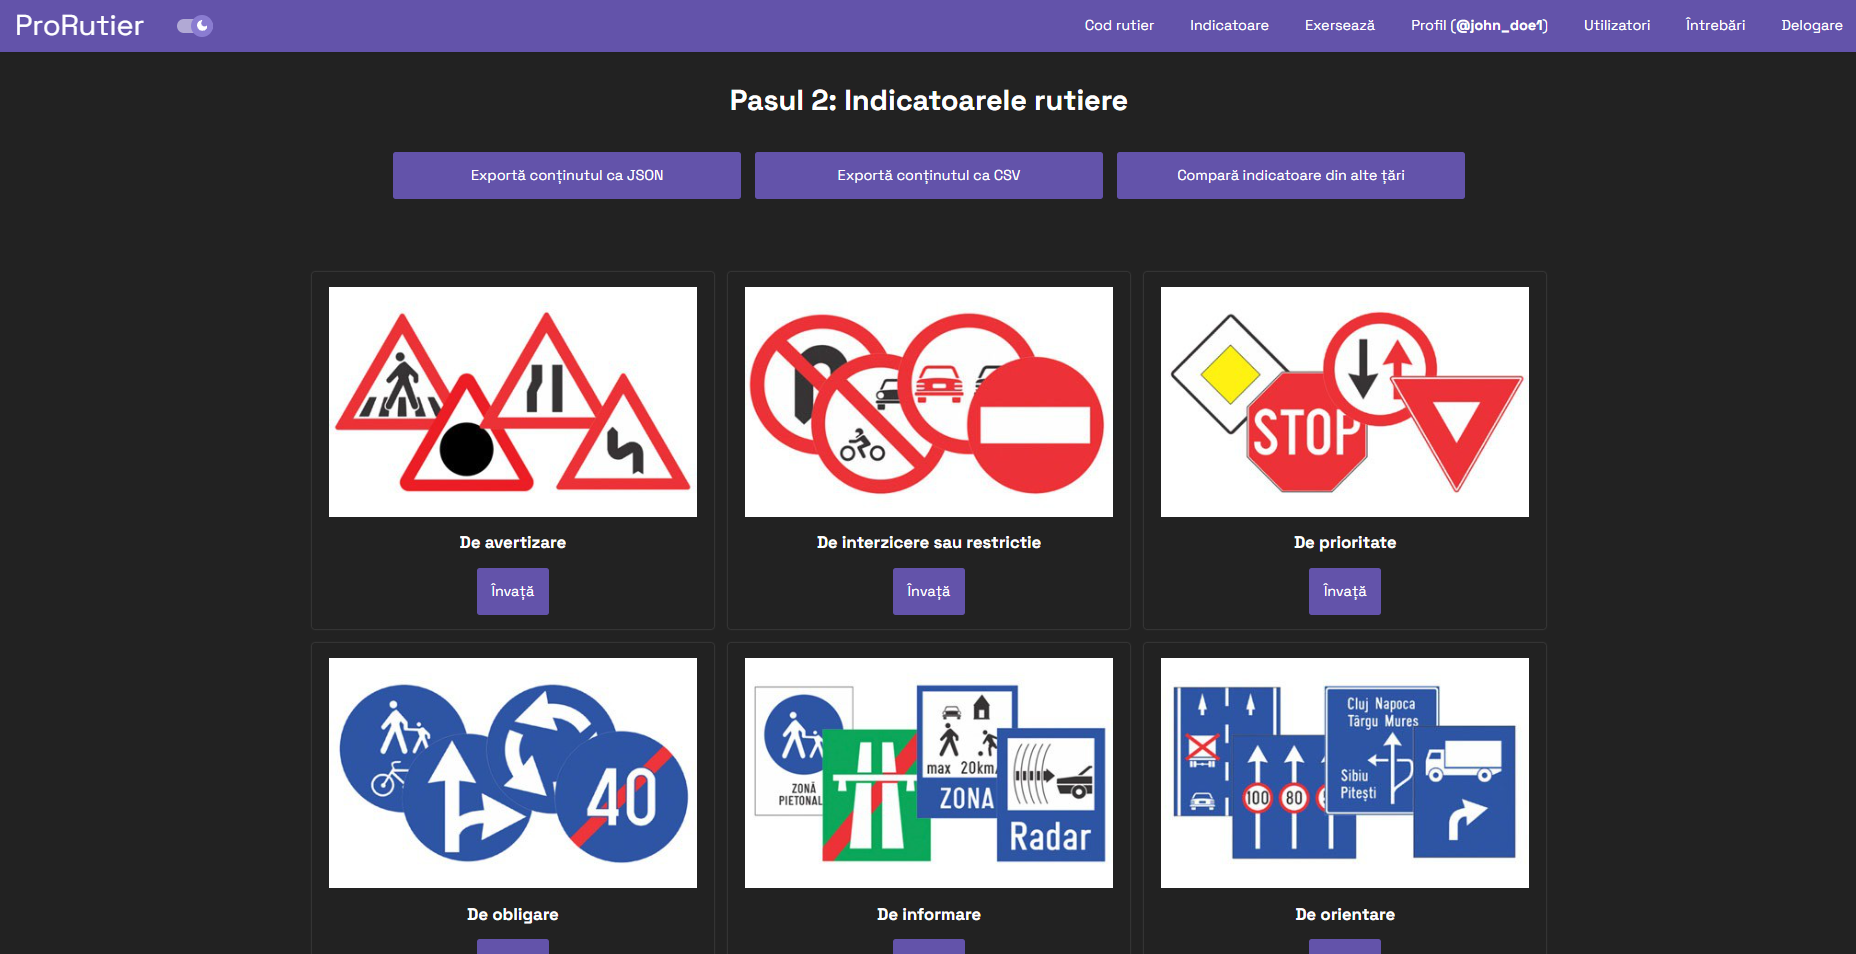 ProRutier
Cod rutier
Indicatoare
Exersează
Profil (@john_doe1)
Utilizatori
Întrebări
Delogare
Pasul 2: Indicatoarele rutiere
Exportă conținutul ca JSON
Exportă conținutul ca CSV
Compară indicatoare din alte țări
STOP
De avertizare
De interzicere sau restrictie
De prioritate
Învață
Învață
Învață
40
ZONĂ
PIETONAL
max 20km/
ZONA
Radar
100
80
Cluj Napoca
Târgu Mureș
Sibiu
Pitești
De obligare
De informare
De orientare